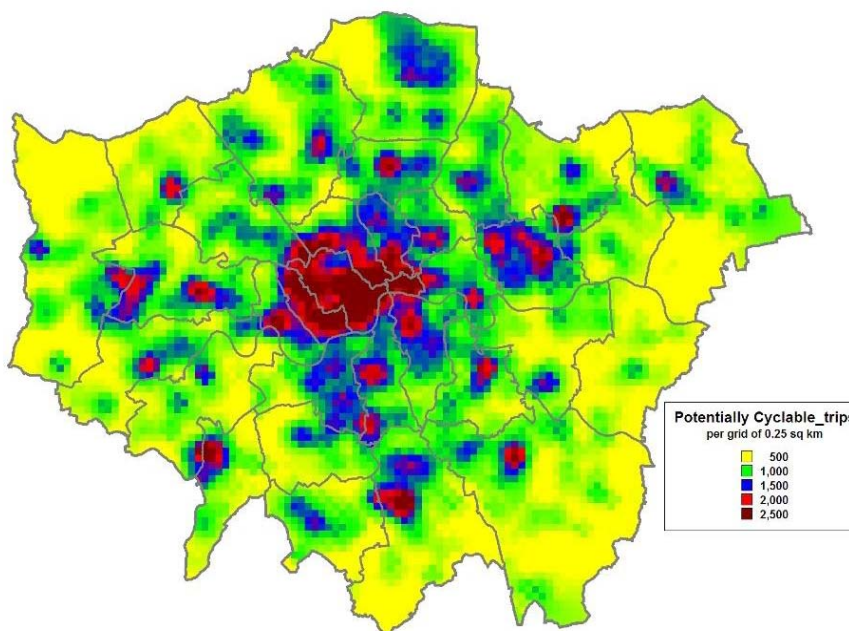 Potentially Cyclable_trips
per grid of 0.25 sq km
500
1,000
1,500
2,000
2,500